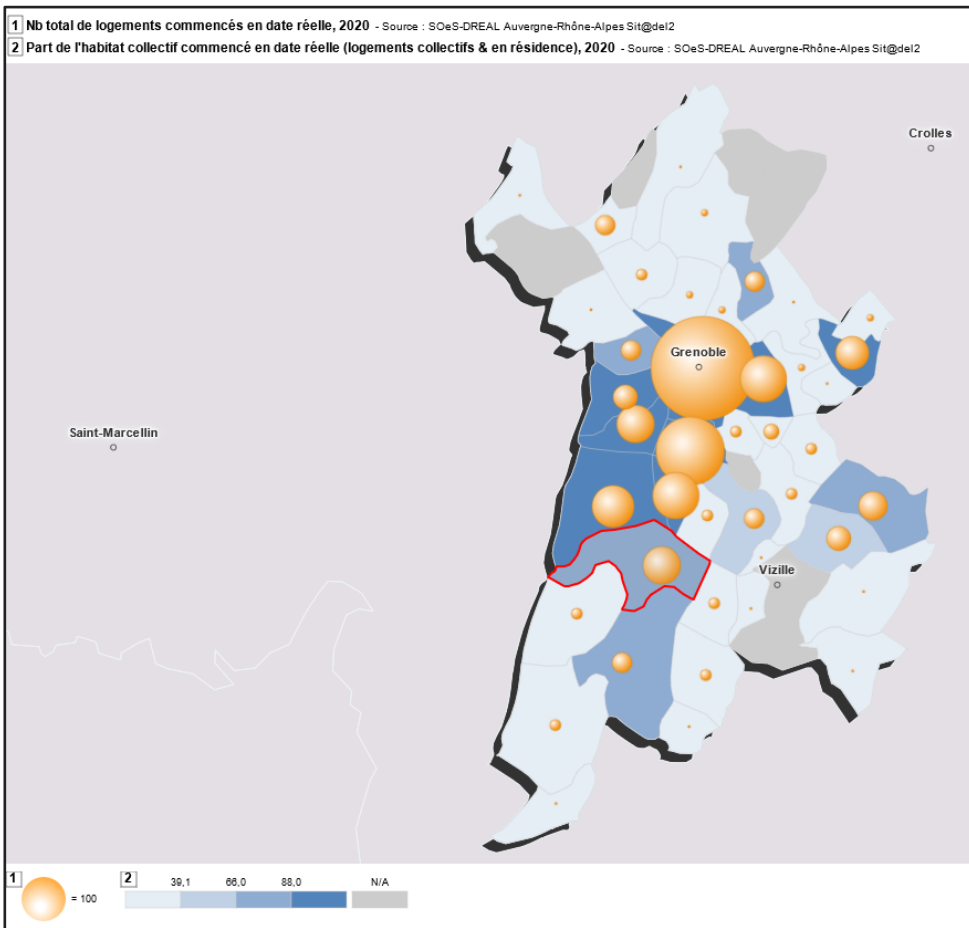 1 Nb total de logements commencés en date réelle, 2020 - Source : SOeS-DREAL Auvergne-Rhône-Alpes Sit@del2
2 Part de l'habitat collectif commencé en date réelle (logements collectifs & en résidence), 2020 - Source : SOeS-DREAL Auvergne-Rhône-Alpes Sit@del2
Crolles
Grenoble
Saint-Marcellin
Vizille
1 = 100
2 39,1 66,0 88,0 N/A